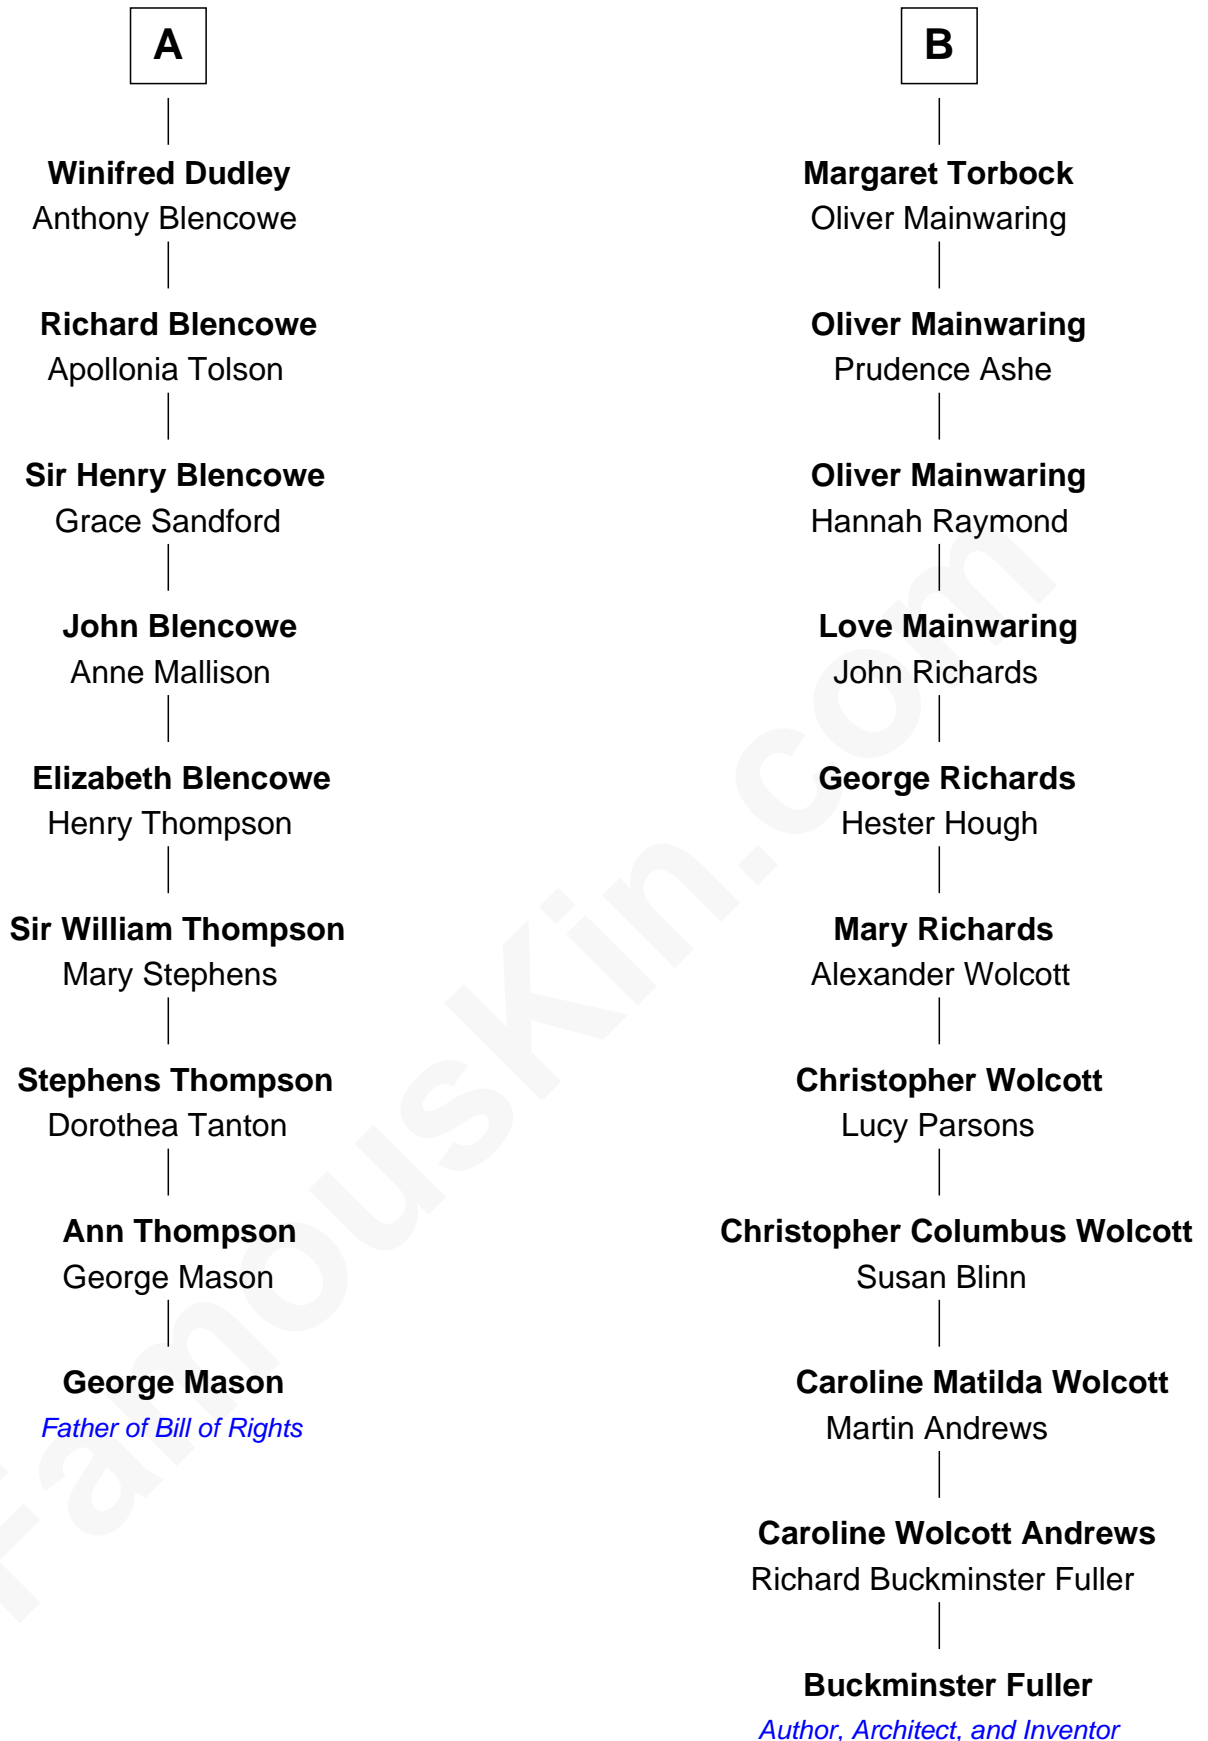 A
Winifred Dudley
Anthony Blencowe
Richard Blencowe
Apollonia Tolson
Sir Henry Blencowe
Grace Sandford
John Blencowe
Anne Mallison
Elizabeth Blencowe
Henry Thompson
Sir William Thompson
Mary Stephens
Stephens Thompson
Dorothea Tanton
Ann Thompson
George Mason
George Mason
Father of Bill of Rights
B
Margaret Torbock
Oliver Mainwaring
Oliver Mainwaring
Prudence Ashe
Oliver Mainwaring
Hannah Raymond
Love Mainwaring
John Richards
George Richards
Hester Hough
Mary Richards
Alexander Wolcott
Christopher Wolcott
Lucy Parsons
Christopher Columbus Wolcott
Susan Blinn
Caroline Matilda Wolcott
Martin Andrews
Caroline Wolcott Andrews
Richard Buckminster Fuller
Buckminster Fuller
Author, Architect, and Inventor
FamousKin.com